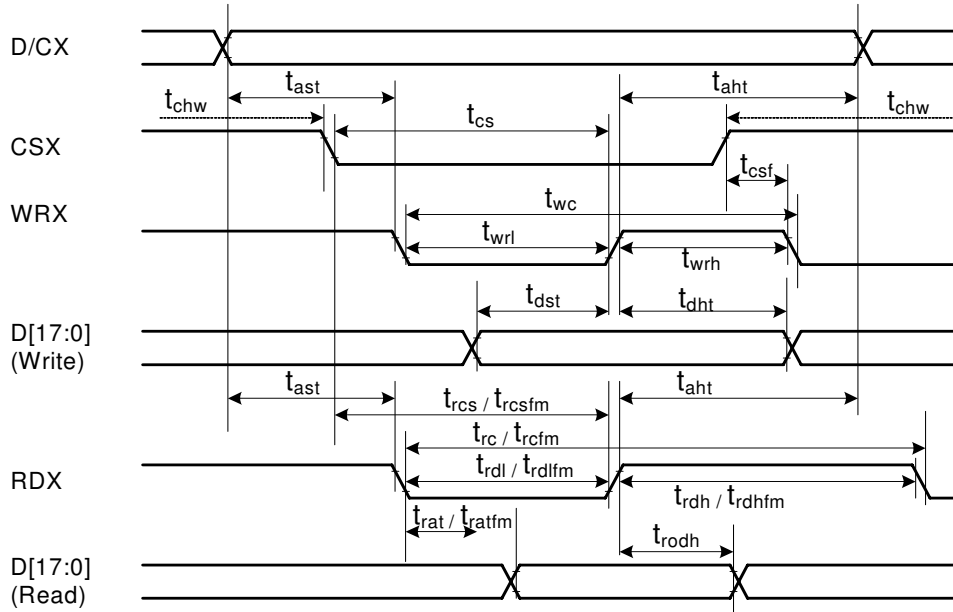 D/CX
tast
taht
tchw
tchw
tcs
CSX
tcsf
WRX
twc
twrl
twrh
tdst
tdht
D[17:0]
(Write)
tast
taht
trcs / trcsfm
trc / trcfm
RDX
trdl / trdlfm
trdh / trdhfm
trat / tratfm
trodh
D[17:0]
(Read)